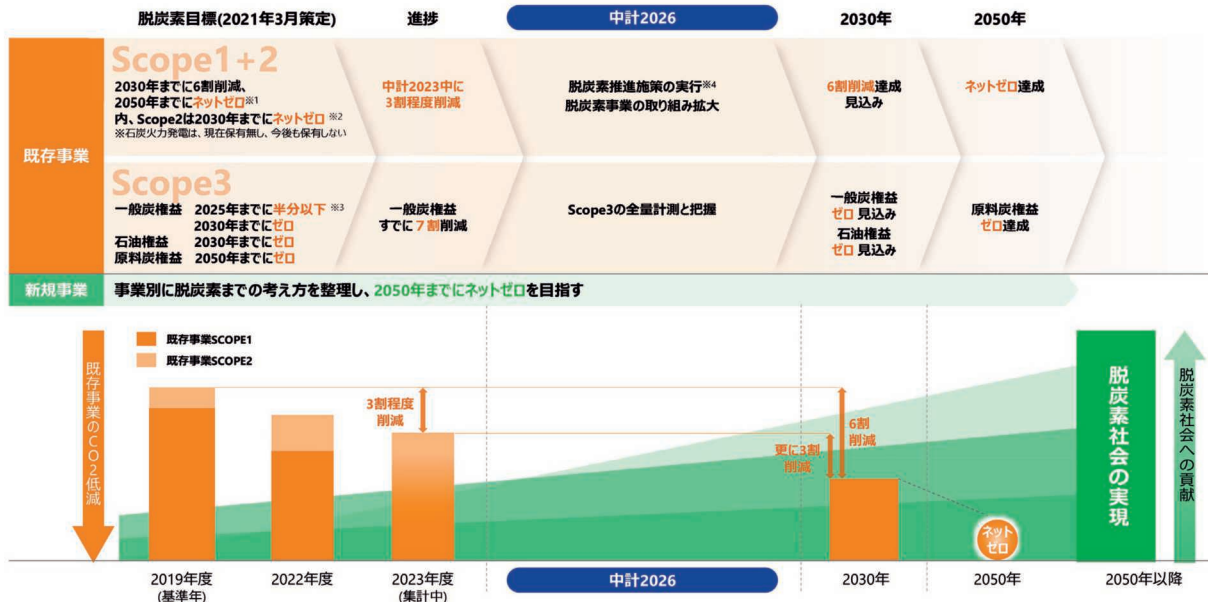 脱炭素目標(2021年3月策定)
進捗
中計2026
2030年
2050年
既存事業
Scope1+2
2030年までに6割削減、
2050年までにネットゼロ※1
内、Scope2は2030年までにネットゼロ※2
※石炭火力発電は、現在保有無し、今後も保有しない
中計2023中に
3割程度削減
脱炭素推進施策の実行※4
脱炭素事業の取り組み拡大
6割削減達成
見込み
ネットゼロ達成
Scope3
一般炭権益 2025年までに半分以下※3
2030年までにゼロ
石油権益 2030年までにゼロ
原料炭権益 2050年までにゼロ
一般炭権益
すでに7割削減
Scope3の全量計測と把握
一般炭権益
ゼロ 見込み
石油権益
ゼロ 見込み
原料炭権益
ゼロ達成
新規事業
事業別に脱炭素までの考え方を整理し、2050年までにネットゼロを目指す
既存事業のCO2低減
既存事業SCOPE1
既存事業SCOPE2
3割程度
削減
6割
削減
更に3割
削減
ネット
ゼロ
脱炭素社会の実現
脱炭素社会への貢献
2019年度
(基準年)
2022年度
2023年度
(集計中)
中計2026
2030年
2050年
2050年以降